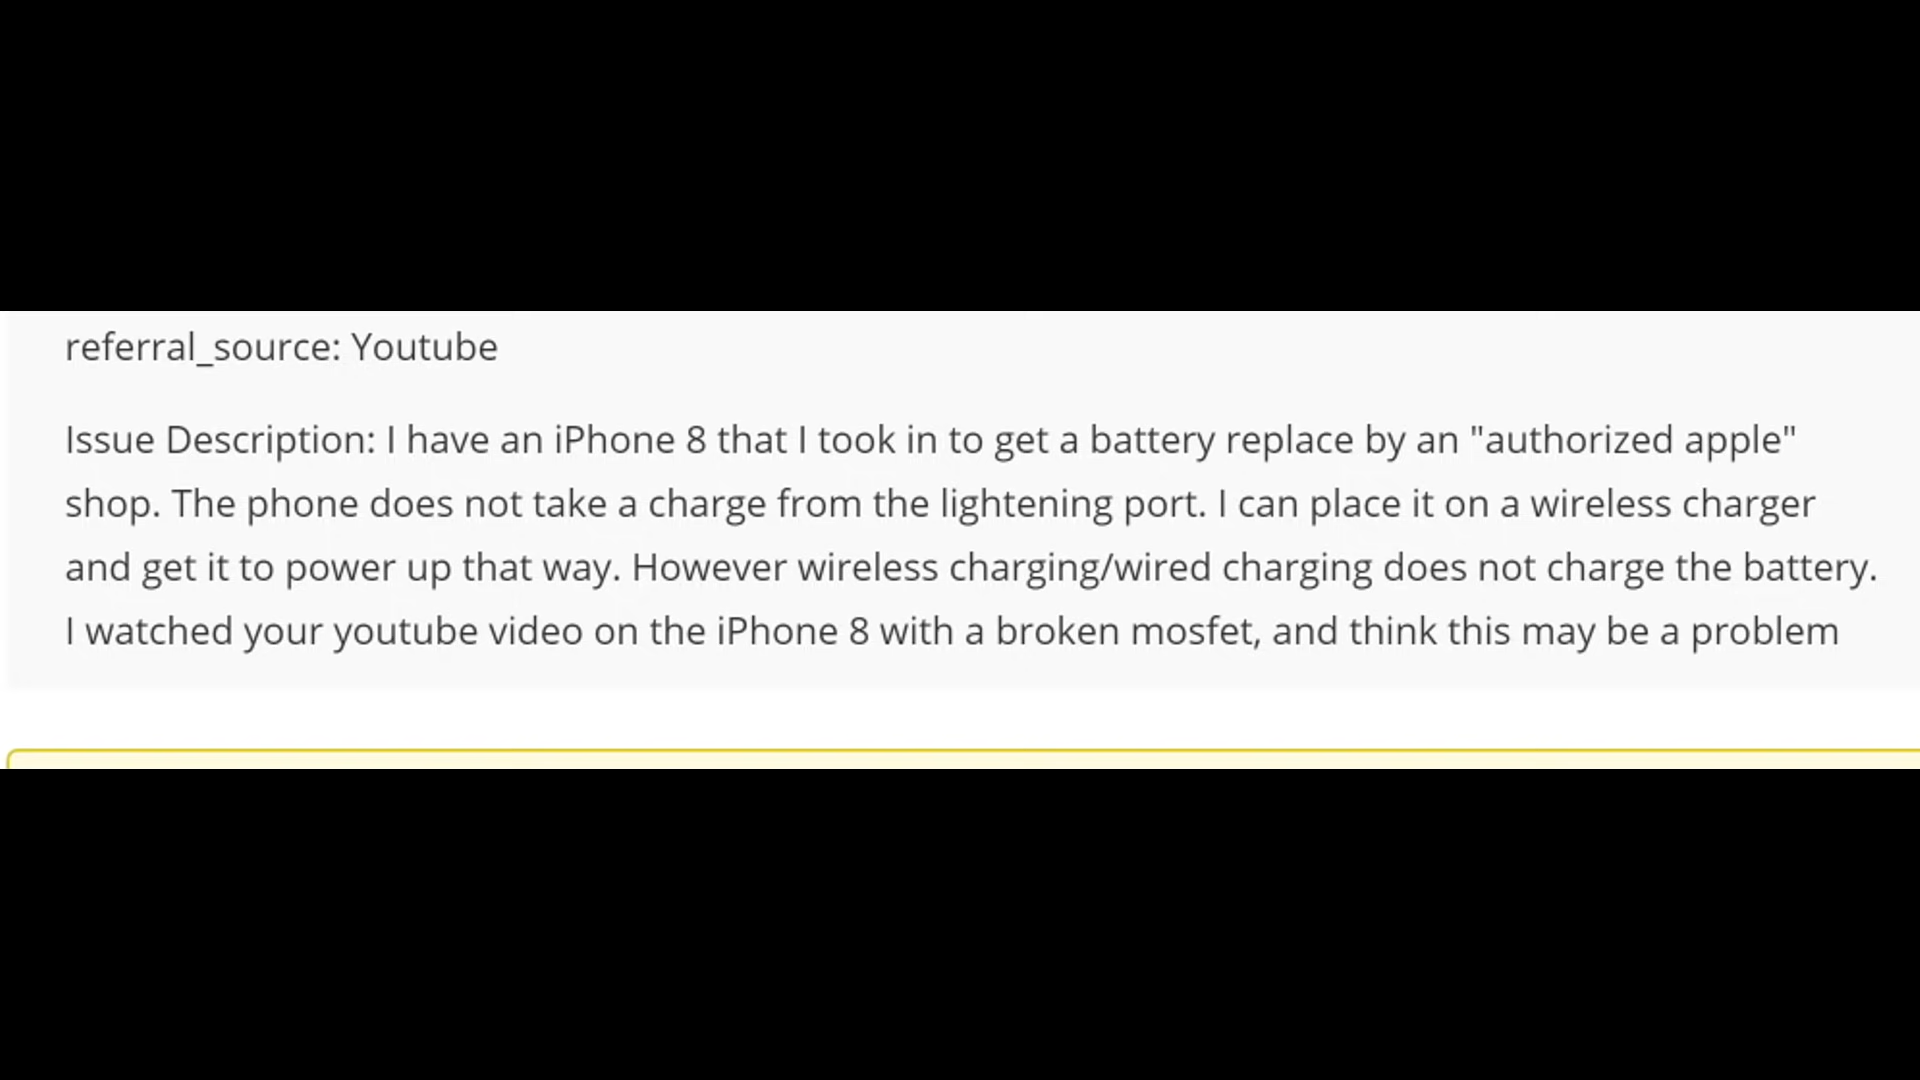 referral_source: Youtube
Issue Description: I have an iPhone 8 that I took in to get a battery replace by an "authorized apple"
shop. The phone does not take a charge from the lightening port. I can place it on a wireless charger
and get it to power up that way. However wireless charging/wired charging does not charge the battery.
I watched your youtube video on the iPhone 8 with a broken mosfet, and think this may be a problem